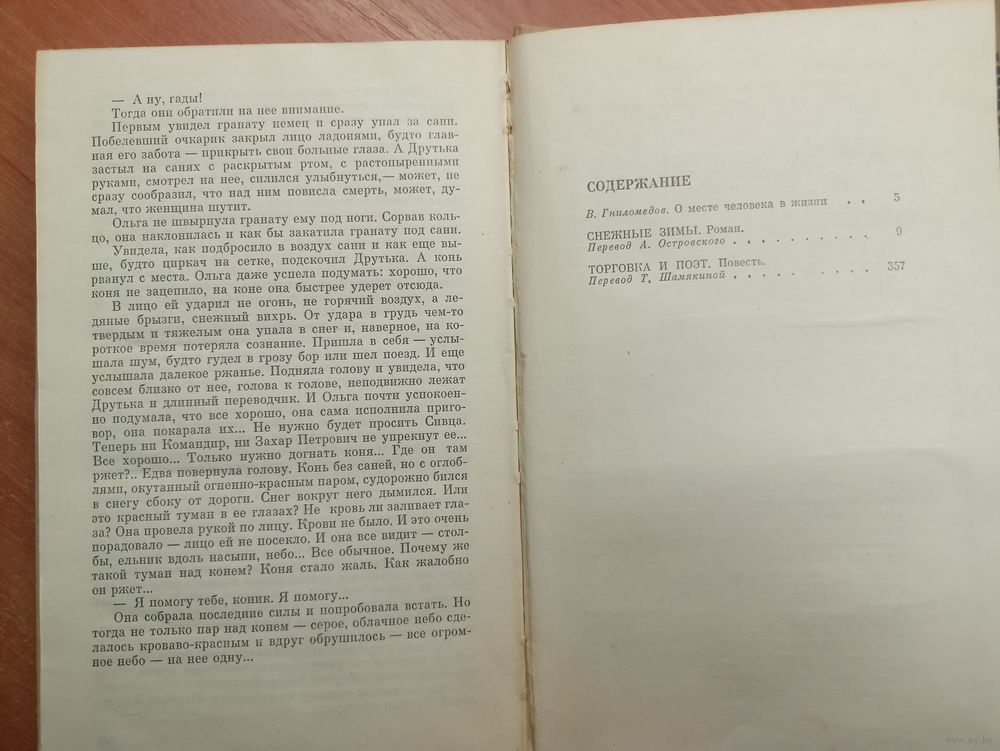 — А ну, гады!
Тогда они обратили на нее внимание.
Первым увидел гранату немец и сразу упал за сани.
Побелевший очкарик закрыл лицо ладонями, будто глав-
ная его забота — прикрыть свои больные глаза. А Друтька
застыл на санях с раскрытым ртом, с растопыренными
руками, смотрел на нее, силился улыбнуться,— может, не
сразу сообразил, что над ним повисла смерть, может, ду-
мал, что женщина шутит.
Ольга не швырнула гранату ему под ноги. Сорвав коль-
цо, она наклонилась и как бы закатила гранату под сани.
Увидела, как подбросило в воздух сани и как еще вы-
ше, будто циркач на сетке, подскочил Друтька. А конь
рванул с места. Ольга даже успела подумать: хорошо, что
коня не зацепило, на коне она быстрее удерет отсюда.
В лицо ей ударил не огонь, не горячий воздух, а ле-
дяные брызги, снежный вихрь. От удара в грудь чем-то
твердым и тяжелым она упала в снег и, наверное, на ко-
роткое время потеряла сознание. Пришла в себя — услы-
шала шум, будто гудел в грозу бор или шел поезд. И еще
услышала далекое ржанье. Подняла голову и увидела, что
совсем близко от нее, голова к голове, неподвижно лежат
Друтька и длинный переводчик. И Ольга почти успокоен-
но подумала, что все хорошо, она сама исполнила приго-
вор, она покарала их... Не нужно будет просить Сивца.
Теперь ни Командир, ни Захар Петрович не упрекнут ее...
Все хорошо... Только нужно догнать коня... Где он там
ржет?.. Едва повернула голову. Конь без саней, но с оглоб-
лями, окутанный огненно-красным паром, судорожно бился
в снегу сбоку от дороги. Снег вокруг него дымился. Или
это красный туман в ее глазах? Не кровь ли заливает гла-
за? Она провела рукой по лицу. Крови не было. И это очень
порадовало — лицо ей не посекло. И она все видит — стол-
бы, ельник вдоль насыпи, небо... Все обычное. Почему же
такой туман над конем? Коня стало жаль. Как жалобно
он ржет...
— Я помогу тебе, коник. Я помогу...
Она собрала последние силы и попробовала встать. Но
тогда не только пар над конем — серое, облачное небо сде-
лалось кроваво-красным и вдруг обрушилось — все огром-
ное небо — на нее одну...
СОДЕРЖАНИЕ
В. Гниломедов. О месте человека в жизни . . 5
СНЕЖНЫЕ ЗИМЫ. Роман.
Перевод А. Островского . . . . . . . . . . 9
ТОРГОВКА И ПОЭТ. Повесть.
Перевод Т. Шамякиной . . . . . . . . . . 357
www.ay.by